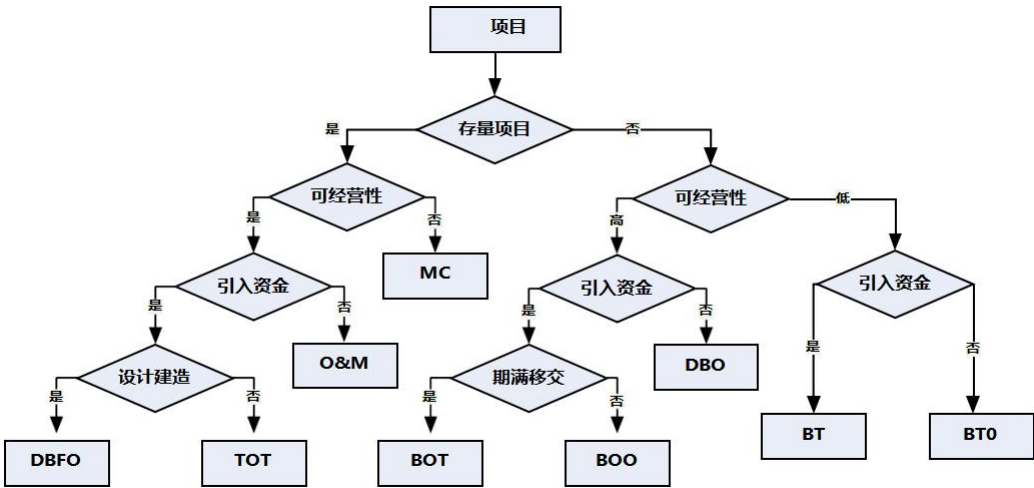 项目
存量项目
是
否
可经营性
可经营性
是
否
高
低
引入资金
MC
引入资金
引入资金
是
否
是
否
是
否
设计建造
O&M
期满移交
DBO
是
否
是
否
BT
BT0
DBFO
TOT
BOT
BOO